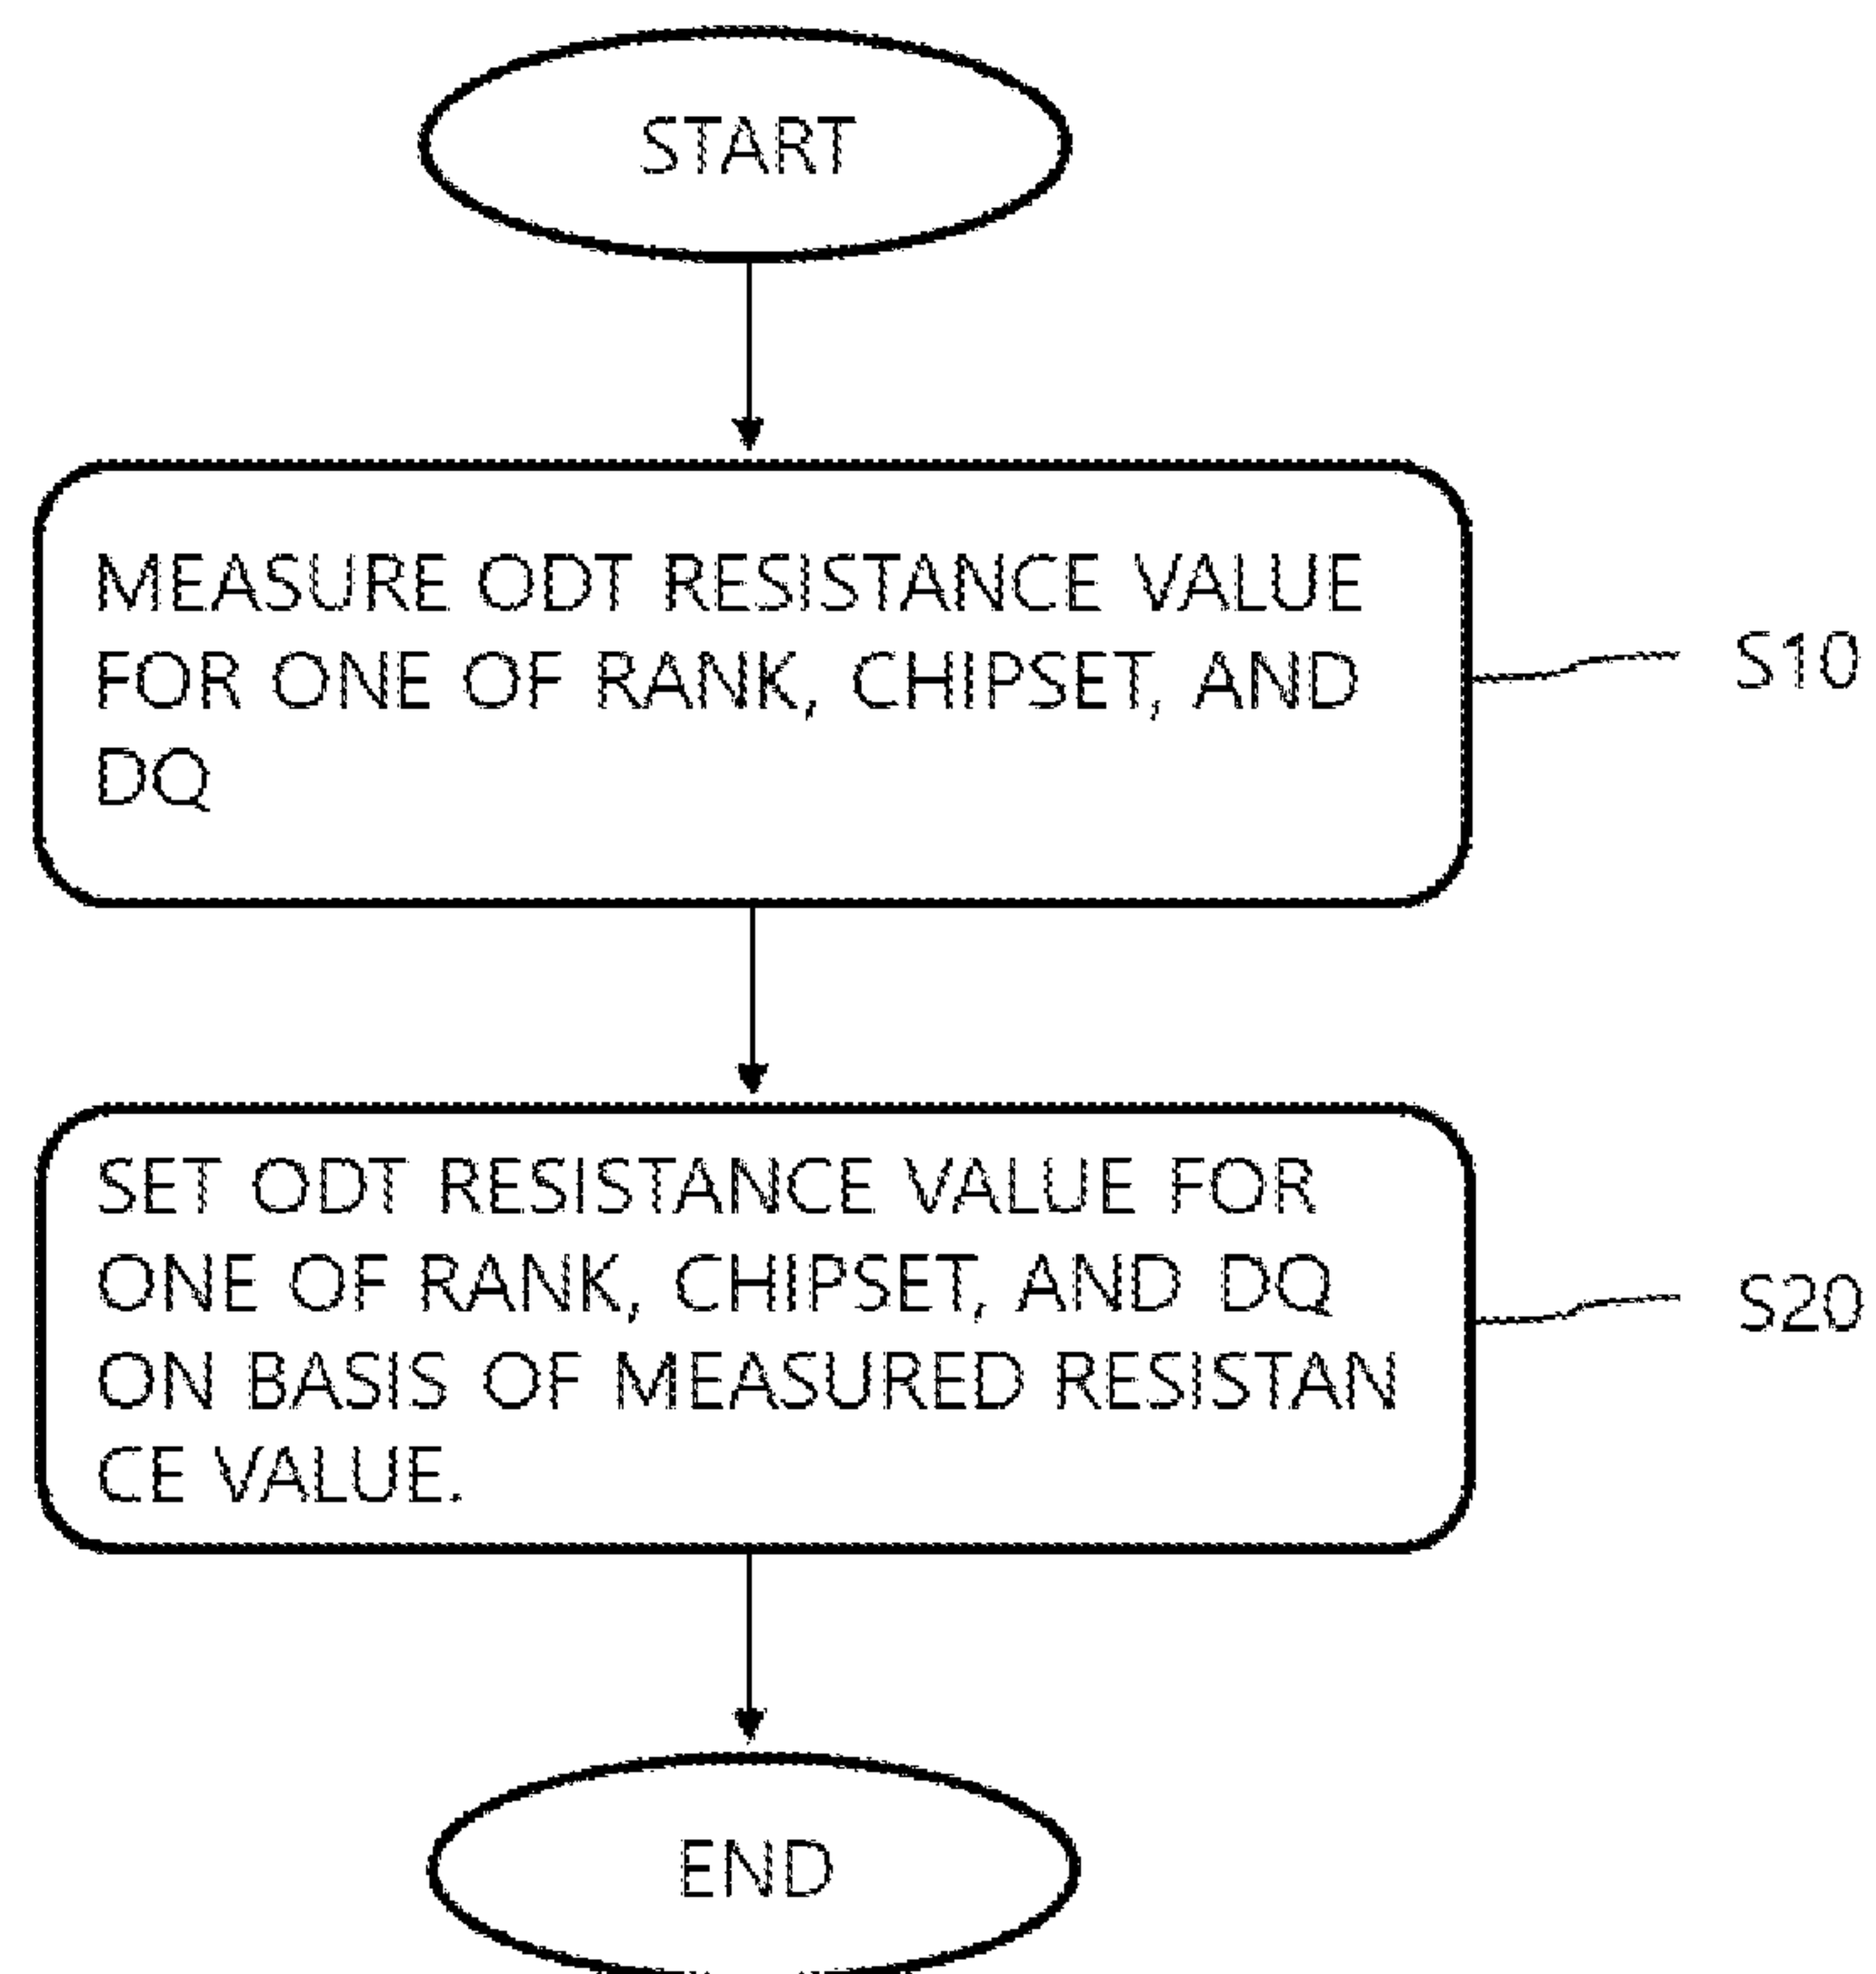 START
MEASURE ODT RESISTANCE VALUE
FOR ONE OF RANK, CHIPSET, AND
DQ
S10
SET ODT RESISTANCE VALUE FOR
ONE OF RANK, CHIPSET, AND DQ
ON BASIS OF MEASURED RESISTAN
CE VALUE.
S20
END